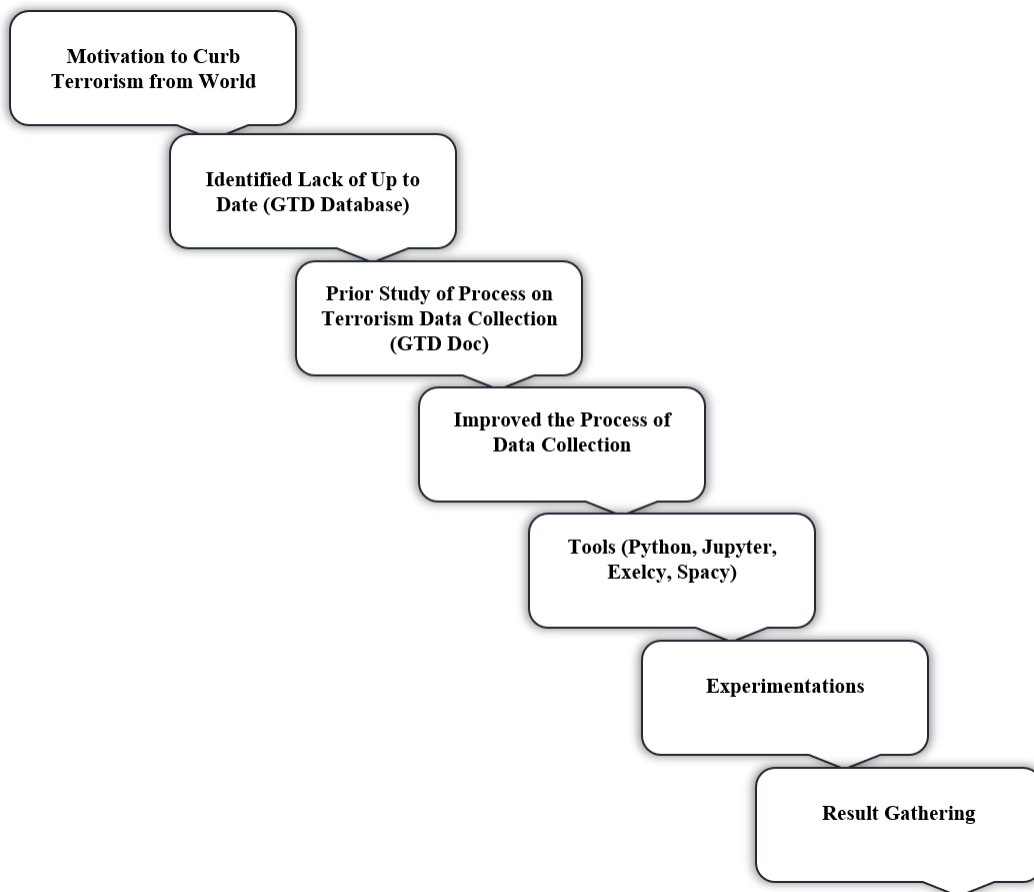 Motivation to Curb
Terrorism from World
Identified Lack of Up to
Date (GTD Database)
Prior Study of Process on
Terrorism Data Collection
(GTD Doc)
Improved the Process of
Data Collection
Tools (Python, Jupyter,
Exelcy, Spacy)
Experimentations
Result Gathering